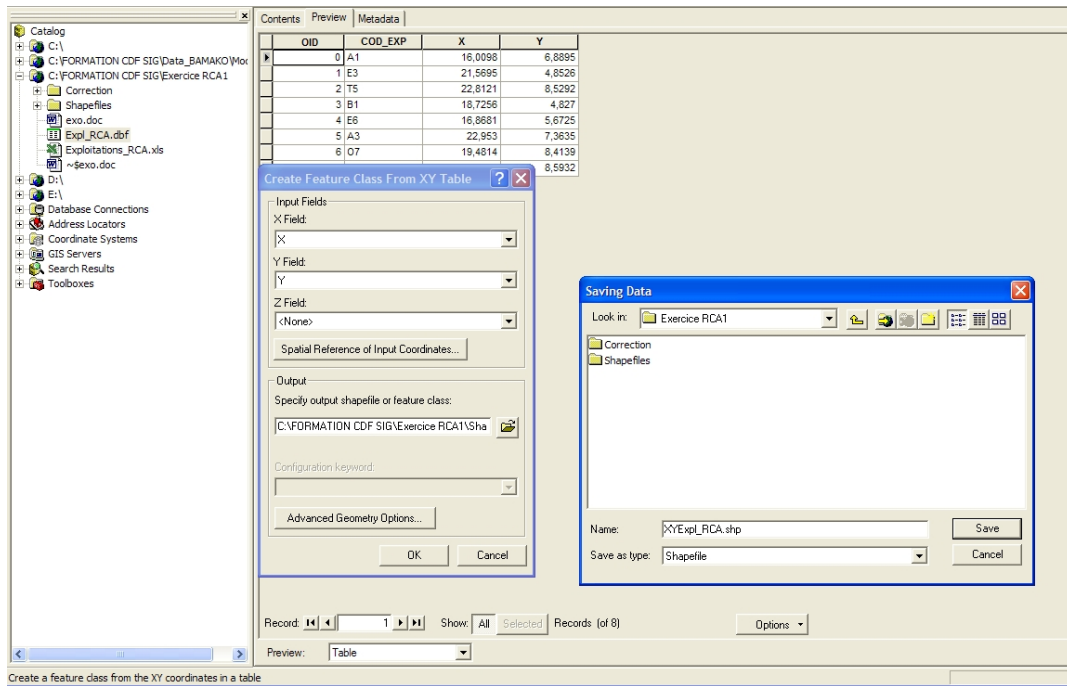 Contents Preview Metadata
Catalog
C:\
C:\FORMATION CDF SIG\Data_BAMAKO\Mo
C:\FORMATION CDF SIG\Exercice RCA1
Correction
Shapefiles
exo.doc
Expl_RCA.dbf
Exploitations_RCA.xls
~$exo.doc
D:\
E:\
Database Connections
Address Locators
Coordinate Systems
GIS Servers
Search Results
Toolboxes
OID COD_EXP X Y
0 A1 16,0098 6,8895
1 E3 21,5695 4,8526
2 T5 22,8121 8,5292
3 B1 18,7256 4,827
4 E6 16,8681 5,6725
5 A3 22,953 7,3635
6 O7 19,4814 8,4139
8,5932
Create Feature Class From XY Table
Input Fields
X Field:
X
Y Field:
Y
Z Field:
<None>
Spatial Reference of Input Coordinates...
Output
Specify output shapefile or feature class:
C:\FORMATION CDF SIG\Exercice RCA1\Sha
Configuration keyword:
Advanced Geometry Options...
OK Cancel
Saving Data
Look in: Exercice RCA1
Correction
Shapefiles
Name: XYExpl_RCA.shp Save
Save as type: Shapefile Cancel
Record: 1 Show: All Selected Records (of 8) Options
Preview: Table
Create a feature class from the XY coordinates in a table